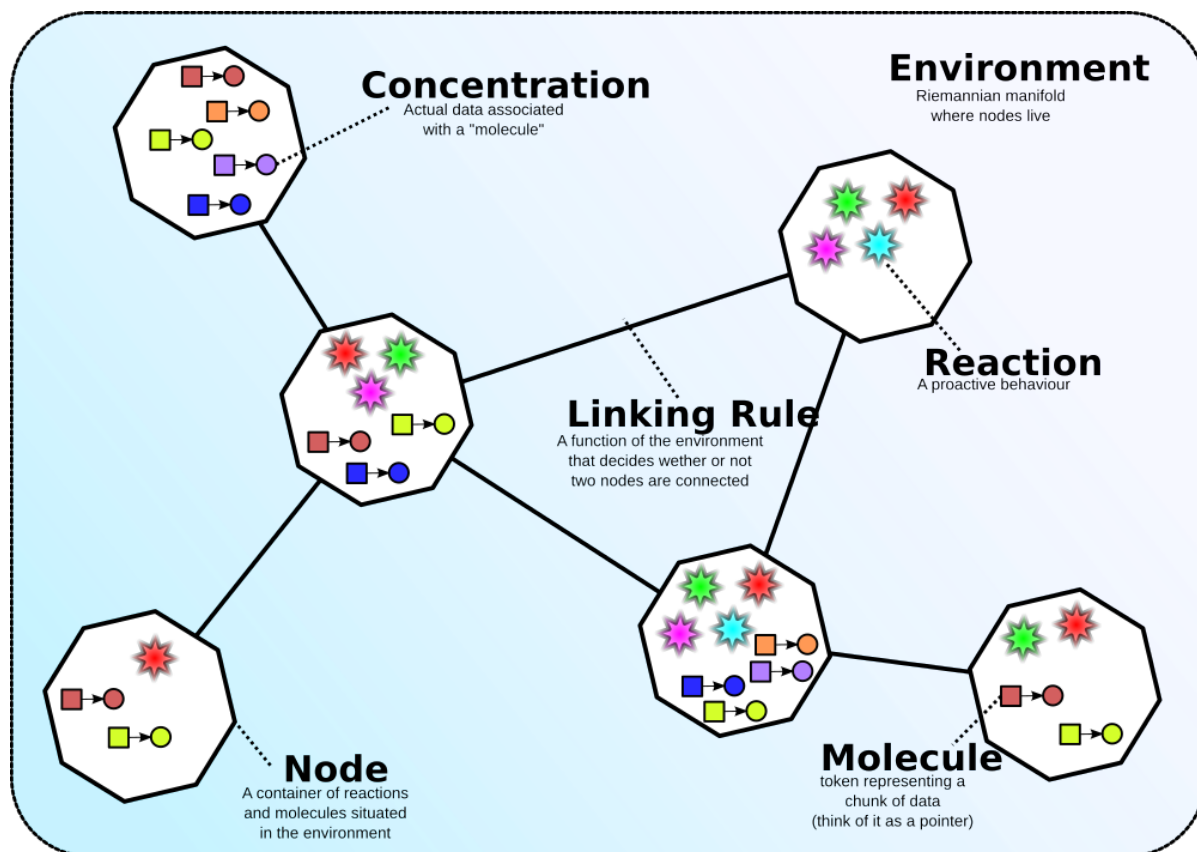 Concentration
Actual data associated
with a "molecule"
Environment
Riemannian manifold
where nodes live
Reaction
A proactive behaviour
Linking Rule
A function of the environment
that decides wether or not
two nodes are connected
Node
A container of reactions
and molecules situated
in the environment
Molecule
token representing a
chunk of data
(think of it as a pointer)